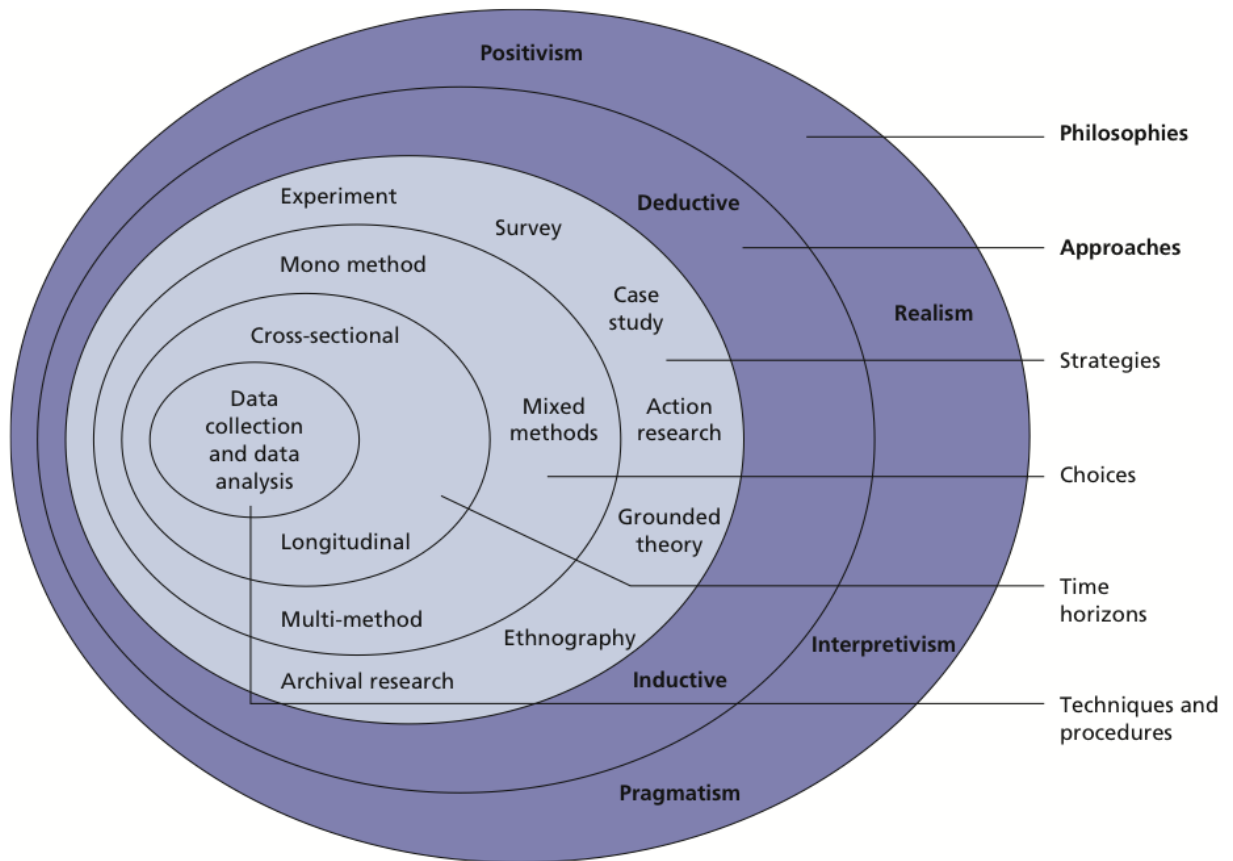 Positivism
Philosophies
Experiment
Deductive
Survey
Approaches
Mono method
Case
study
Realism
Cross-sectional
Strategies
Data
collection
and data
analysis
Mixed
methods
Action
research
Choices
Grounded
theory
Longitudinal
Time
horizons
Multi-method
Ethnography
Interpretivism
Archival research
Inductive
Techniques and
procedures
Pragmatism